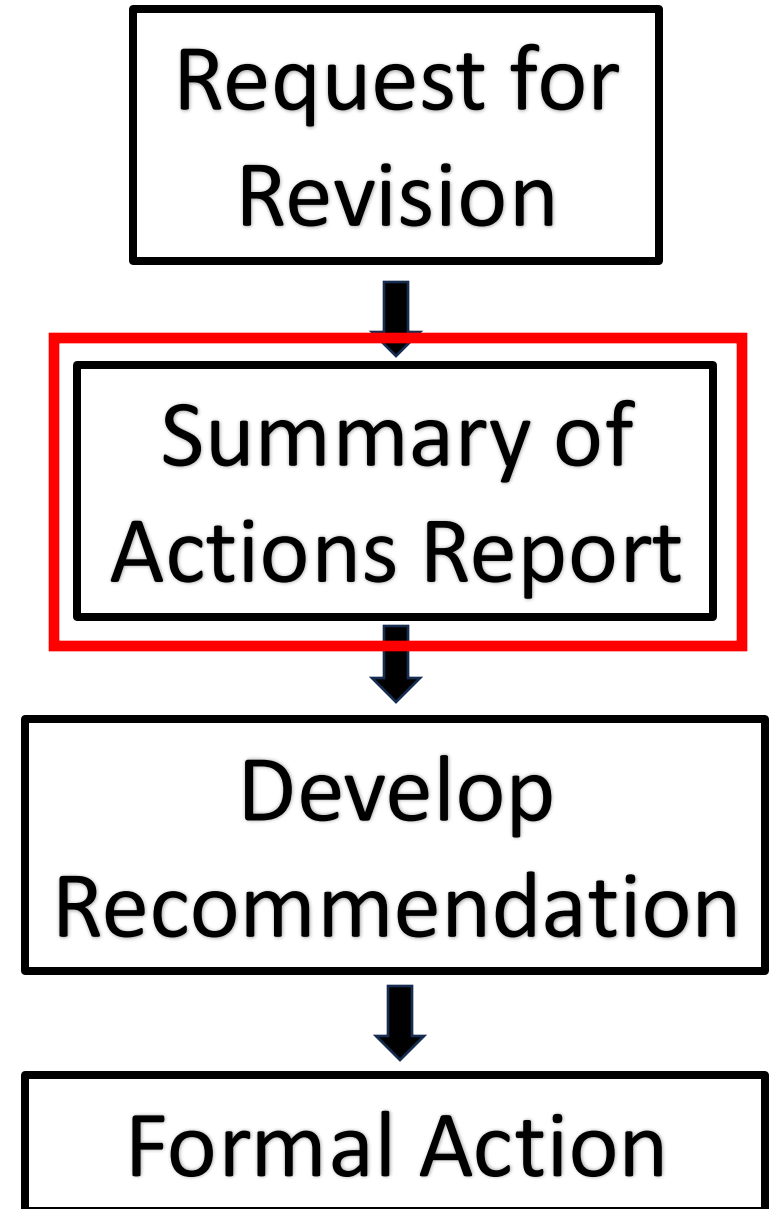 Request for
Revision
Summary of
Actions Report
Develop
Recommendation
Formal Action